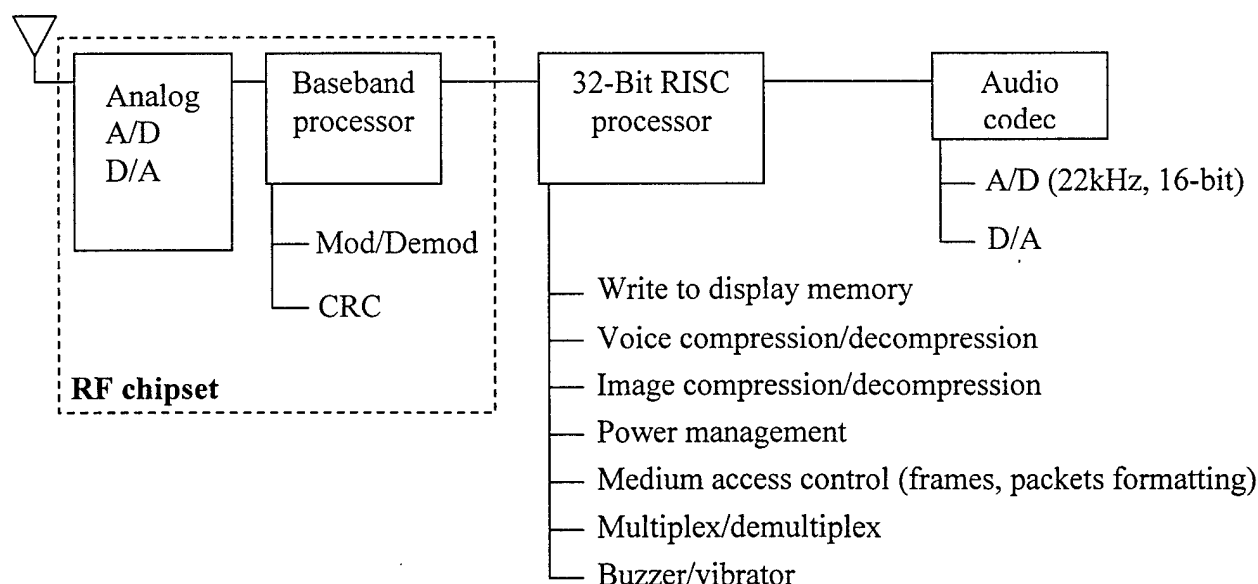 Analog
A/D
D/A
Baseband
processor
Mod/Demod
CRC
RF chipset
32-Bit RISC
processor
Write to display memory
Voice compression/decompression
Image compression/decompression
Power management
Medium access control (frames, packets formatting)
Multiplex/demultiplex
Buzzer/vibrator
Audio
codec
A/D (22kHz, 16-bit)
D/A